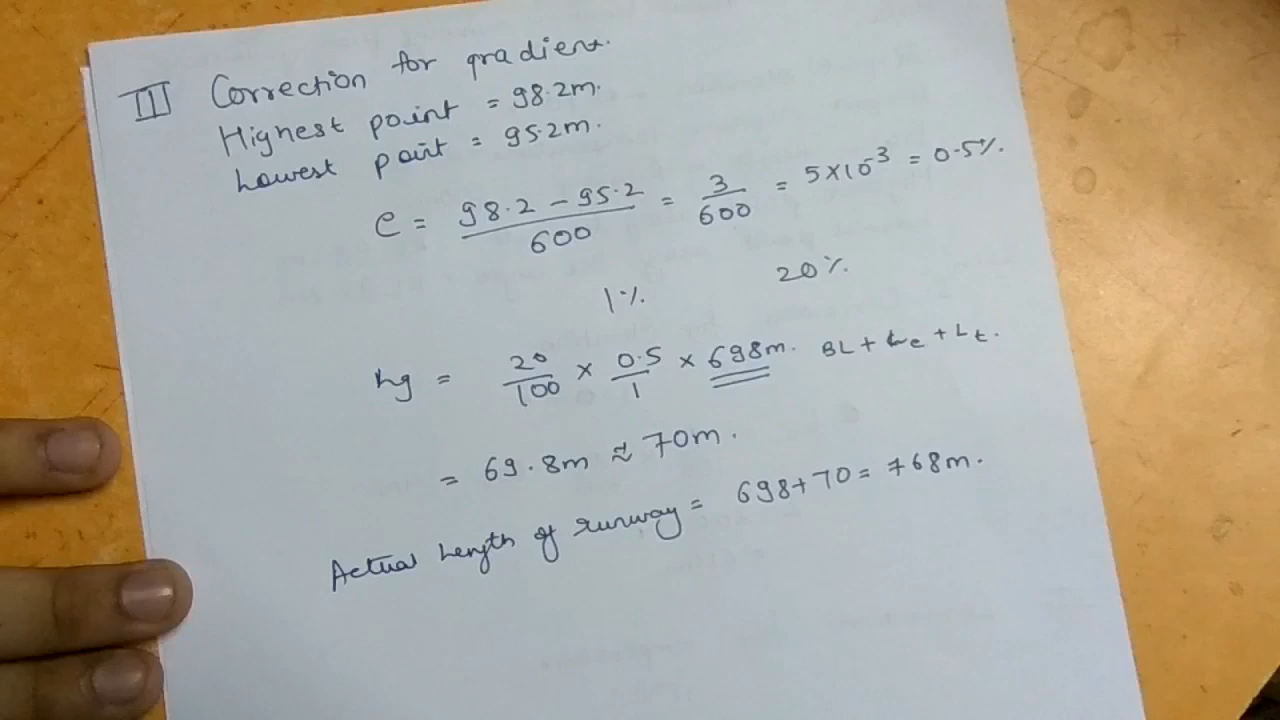 III Correction for gradient.
Highest point = 98.2m.
Lowest point = 95.2m.
e = 98.2 - 95.2 / 600 = 3 / 600 = 5×10⁻³ = 0.5%.
1% 20%
Lg = 20/100 × 0.5/1 × 698m. BL + Le + Lt.
= 69.8m ≈ 70m.
Actual Length of runway = 698+70 = 768m.